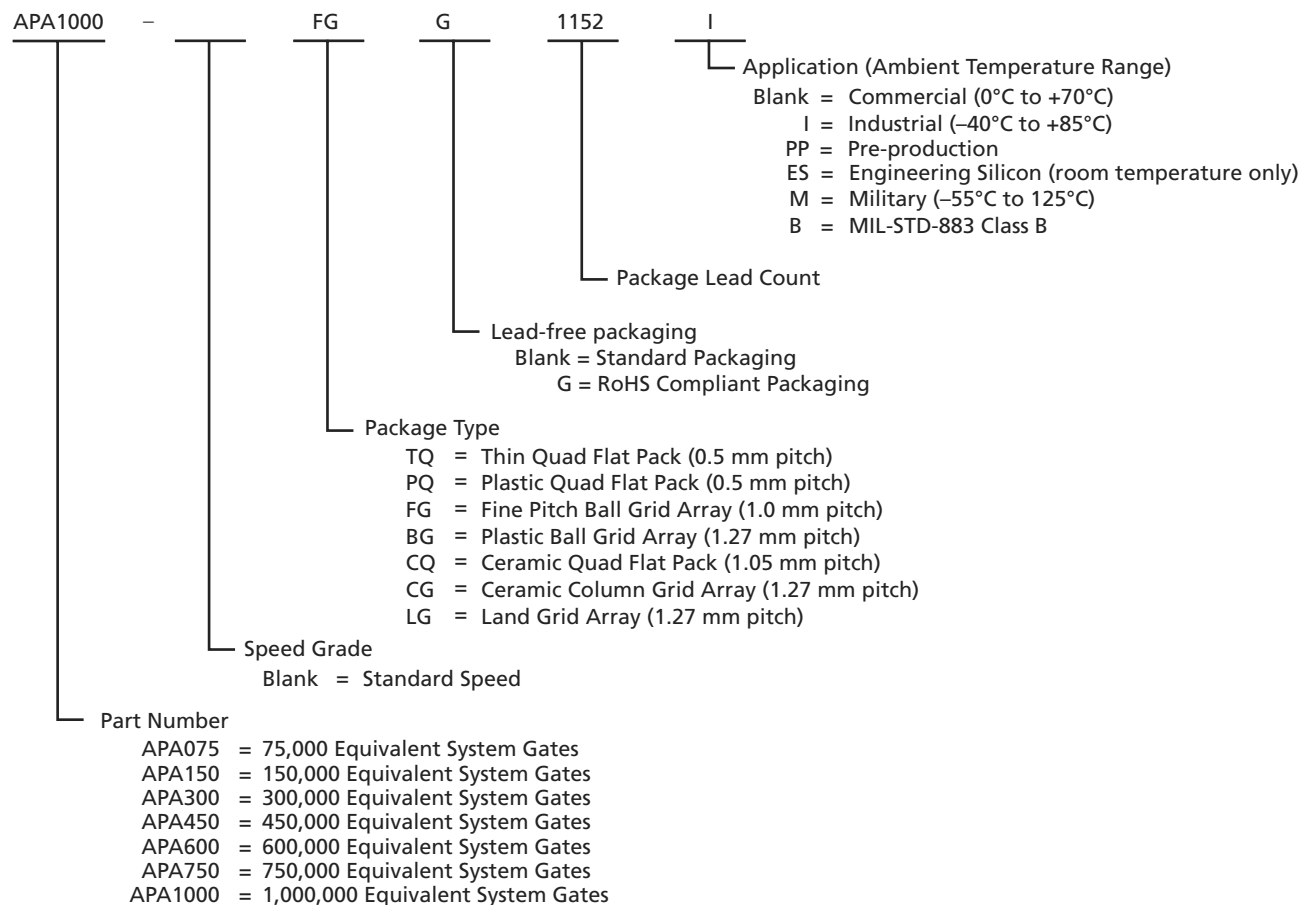 APA1000 – FG G 1152 I
Application (Ambient Temperature Range)
Blank = Commercial (0°C to +70°C)
I = Industrial (–40°C to +85°C)
PP = Pre-production
ES = Engineering Silicon (room temperature only)
M = Military (–55°C to 125°C)
B = MIL-STD-883 Class B
Package Lead Count
Lead-free packaging
Blank = Standard Packaging
G = RoHS Compliant Packaging
Package Type
TQ = Thin Quad Flat Pack (0.5 mm pitch)
PQ = Plastic Quad Flat Pack (0.5 mm pitch)
FG = Fine Pitch Ball Grid Array (1.0 mm pitch)
BG = Plastic Ball Grid Array (1.27 mm pitch)
CQ = Ceramic Quad Flat Pack (1.05 mm pitch)
CG = Ceramic Column Grid Array (1.27 mm pitch)
LG = Land Grid Array (1.27 mm pitch)
Speed Grade
Blank = Standard Speed
Part Number
APA075 = 75,000 Equivalent System Gates
APA150 = 150,000 Equivalent System Gates
APA300 = 300,000 Equivalent System Gates
APA450 = 450,000 Equivalent System Gates
APA600 = 600,000 Equivalent System Gates
APA750 = 750,000 Equivalent System Gates
APA1000 = 1,000,000 Equivalent System Gates